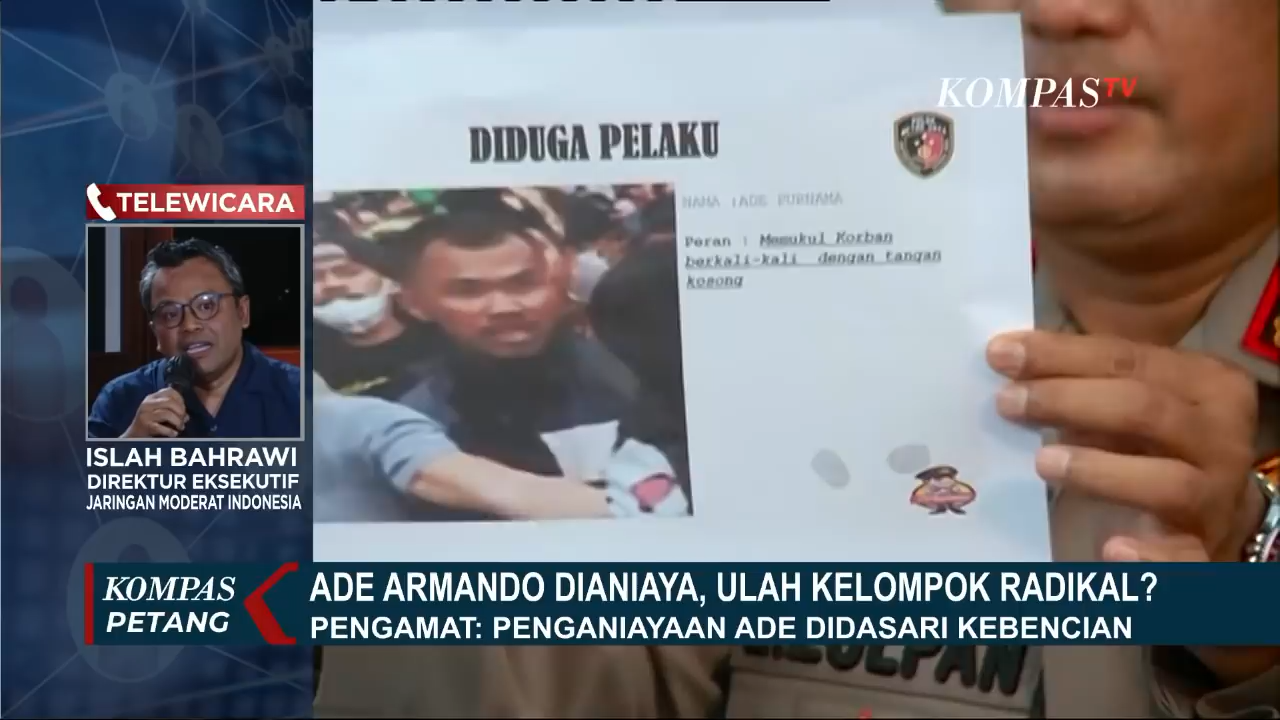 KOMPASTV
DIDUGA PELAKU
NAMA :ADE PURNAMA
Peran : Memukul Korban
berkali-kali dengan tangan
kosong
TELEWICARA
ISLAH BAHRAWI
DIREKTUR EKSEKUTIF
JARINGAN MODERAT INDONESIA
KOMPAS
PETANG
ADE ARMANDO DIANIAYA, ULAH KELOMPOK RADIKAL?
PENGAMAT: PENGANIAYAAN ADE DIDASARI KEBENCIAN